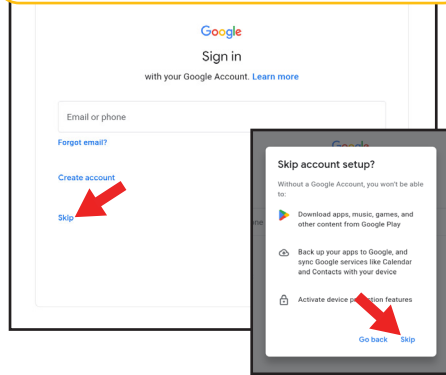 Google
Sign in
with your Google Account. Learn more
Email or phone
Forgot email?
Create account
Skip
Skip account setup?
Without a Google Account, you won't be able
to:
Download apps, music, games, and
other content from Google Play
Back up your apps to Google, and
sync Google services like Calendar
and Contacts with your device
Activate device features
Go back Skip